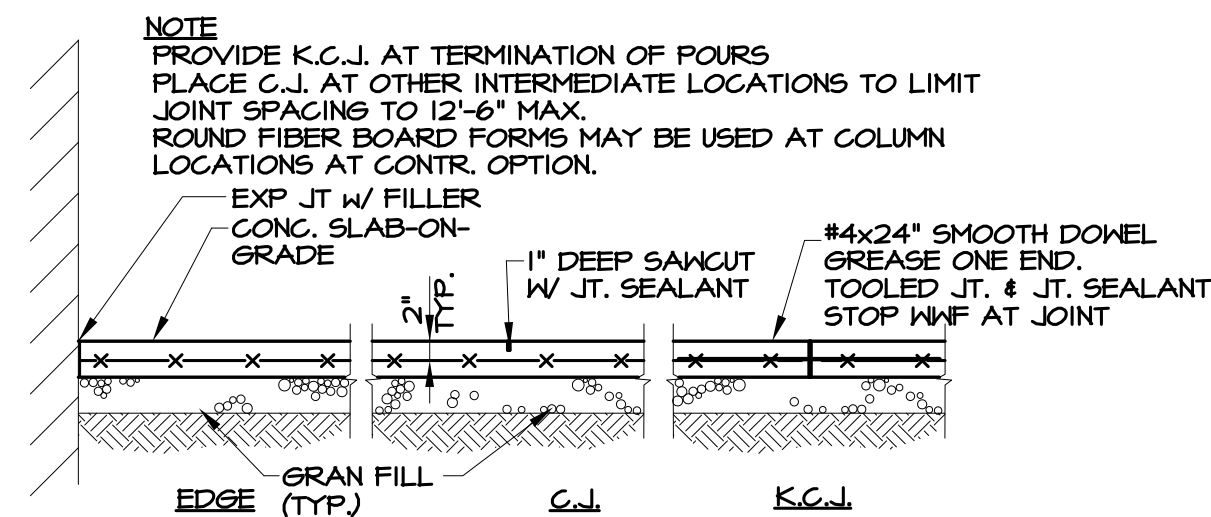 NOTE
PROVIDE K.C.J. AT TERMINATION OF POURS
PLACE C.J. AT OTHER INTERMEDIATE LOCATIONS TO LIMIT
JOINT SPACING TO 12'-6" MAX.
ROUND FIBER BOARD FORMS MAY BE USED AT COLUMN
LOCATIONS AT CONTR. OPTION.
EXP JT W/ FILLER
CONC. SLAB-ON-
GRADE
2"
TYP.
1" DEEP SAWCUT
W/ JT. SEALANT
#4x24" SMOOTH DOWEL
GREASE ONE END.
TOOLED JT. & JT. SEALANT
STOP WWF AT JOINT
GRAN FILL
(TYP.)
EDGE
C.J.
K.C.J.